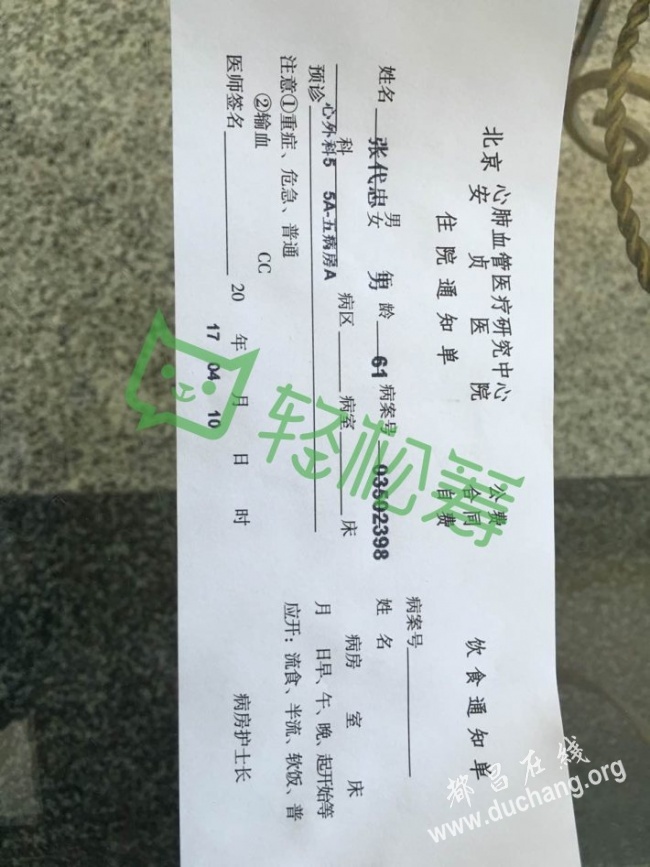 北京 心肺血管医疗研究中心
安贞医院
住院通知单
公费
合同
自费
姓名 张代忠 男女 男 龄 61 病案号 03502398
科 心外科5 5A-五病房A 病区 病室 床
预诊
注意①重症、危急、普通
②输血 CC
医师签名 20 年 月 日 时
17 04 10
饮食通知单
病案号
姓名
病房 室 床
月 日早、午、晚、起开始等
应开：流食、半流、软饭、普
病房护士长
轻松筹
都昌在线
www.duchang.org